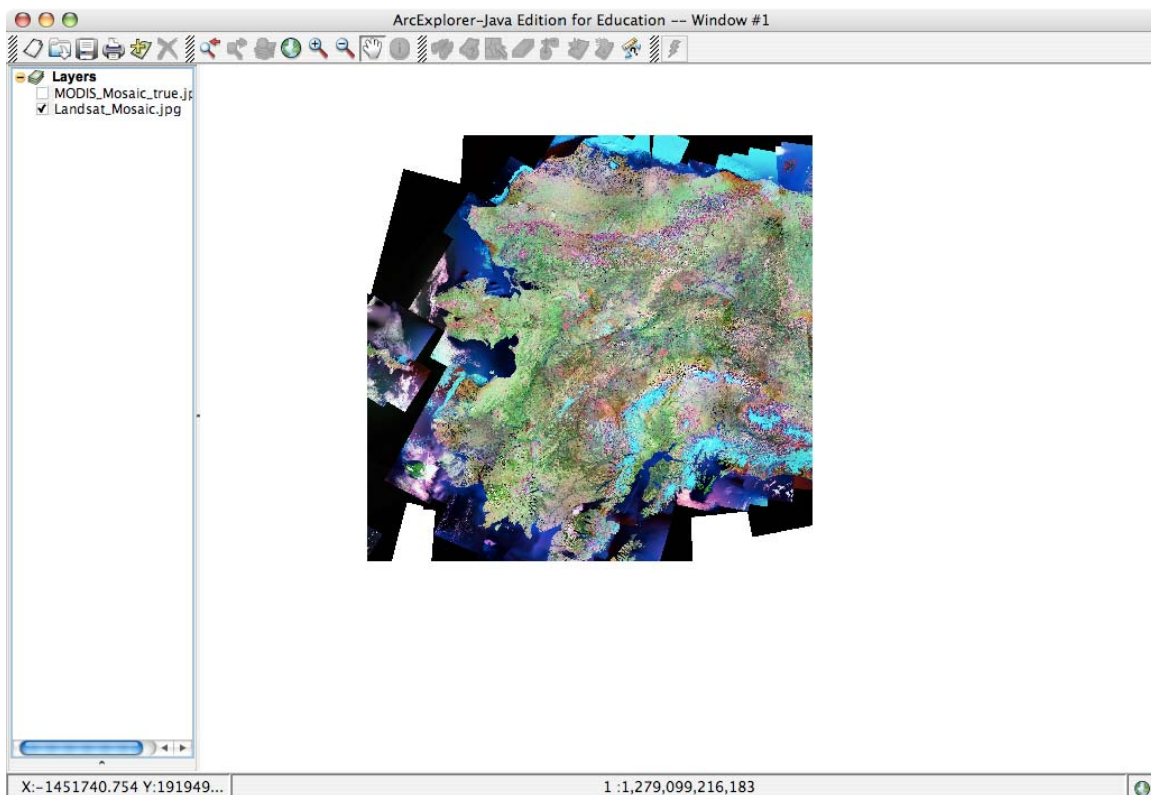 ArcExplorer-Java Edition for Education -- Window #1
Layers
MODIS_Mosaic_true.jp
Landsat_Mosaic.jpg
X:-1451740.754 Y:191949...
1 :1,279,099,216,183